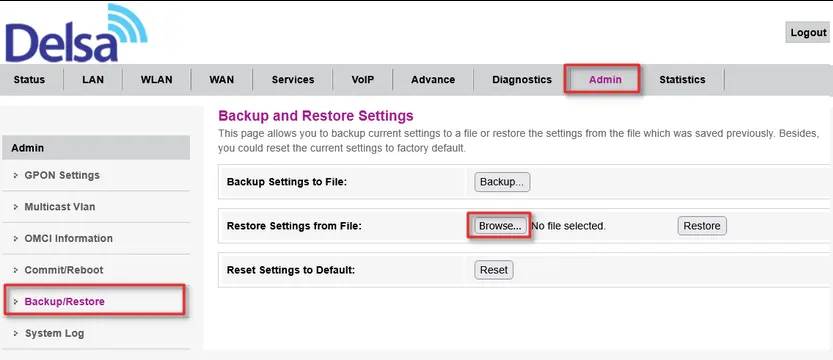 Delsa
Logout
Status LAN WLAN WAN Services VoIP Advance Diagnostics Admin Statistics
Admin
GPON Settings
Multicast Vlan
OMCI Information
Commit/Reboot
Backup/Restore
System Log
Backup and Restore Settings
This page allows you to backup current settings to a file or restore the settings from the file which was saved previously. Besides,
you could reset the current settings to factory default.
Backup Settings to File: Backup...
Restore Settings from File: Browse... No file selected. Restore
Reset Settings to Default: Reset